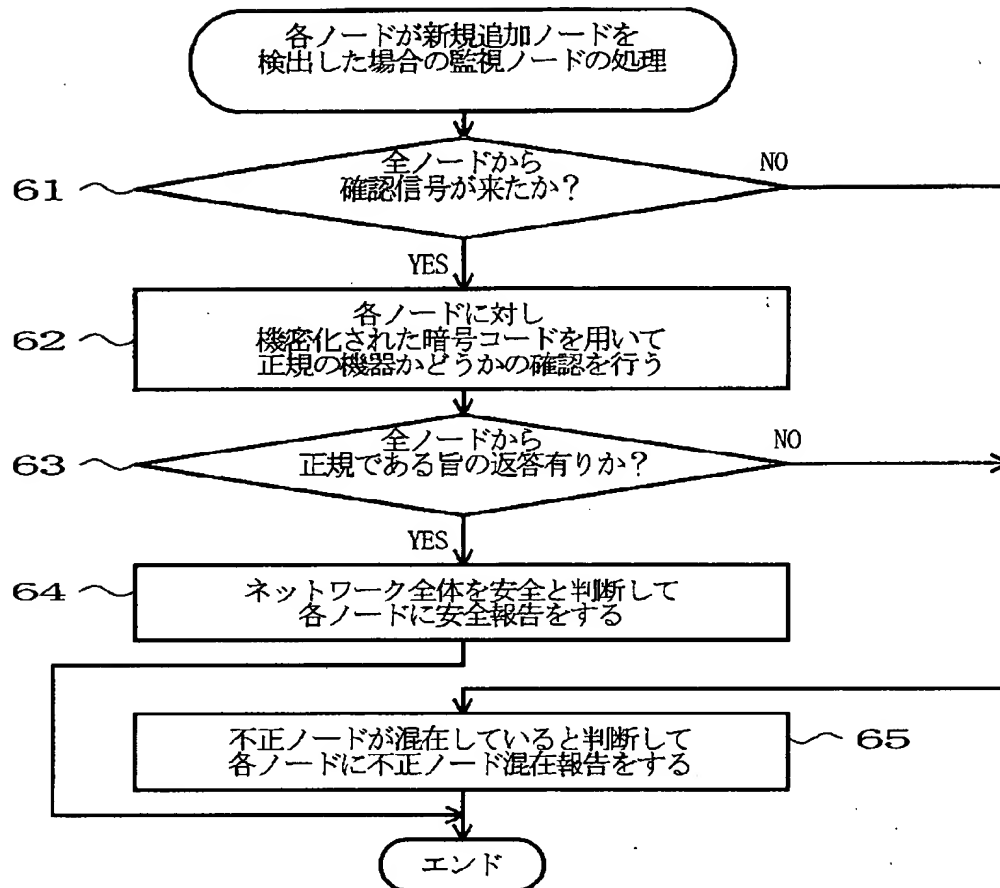 各ノードが新規追加ノードを
検出した場合の監視ノードの処理
61
全ノードから
確認信号が来たか？
NO
YES
62
各ノードに対し
機密化された暗号コードを用いて
正規の機器かどうかの確認を行う
63
全ノードから
正規である旨の返答有りか？
NO
YES
64
ネットワーク全体を安全と判断して
各ノードに安全報告をする
不正ノードが混在していると判断して
各ノードに不正ノード混在報告をする
65
エンド